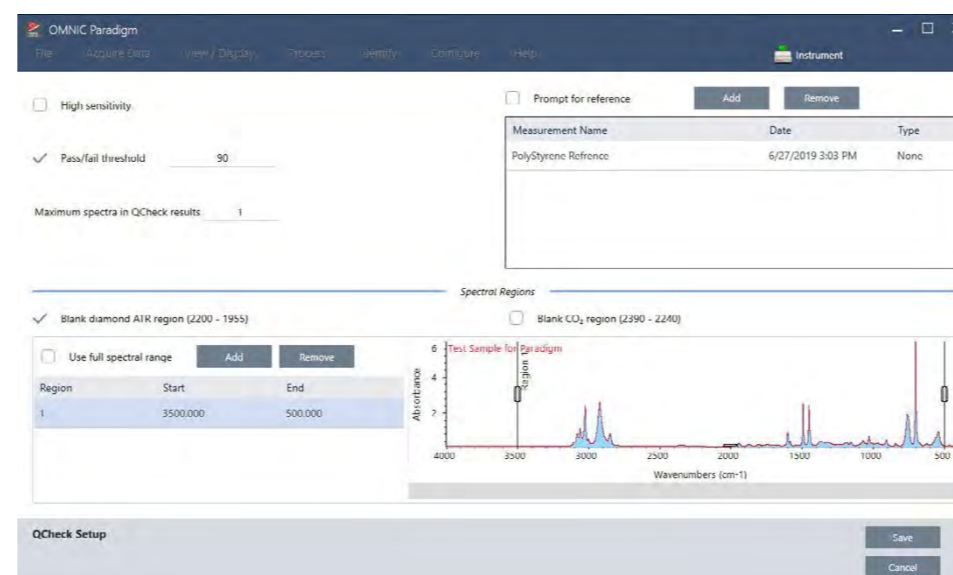 OMNIC Paradigm
File Acquire Data View / Display Process Identify Configure Help Instrument
High sensitivity
Pass/fail threshold 90
Maximum spectra in QCheck results 1
Prompt for reference Add Remove
Measurement Name Date Type
PolyStyrene Refrence 6/27/2019 3:03 PM None
Spectral Regions
Blank diamond ATR region (2200 - 1955)
Blank CO₂ region (2390 - 2240)
Use full spectral range Add Remove
Region Start End
1 3500.000 500.000
Test Sample for Paradigm
Region 1
Absorbance
6
4
2
4000 3500 3000 2500 2000 1500 1000 500
Wavenumbers (cm-1)
QCheck Setup
Save
Cancel